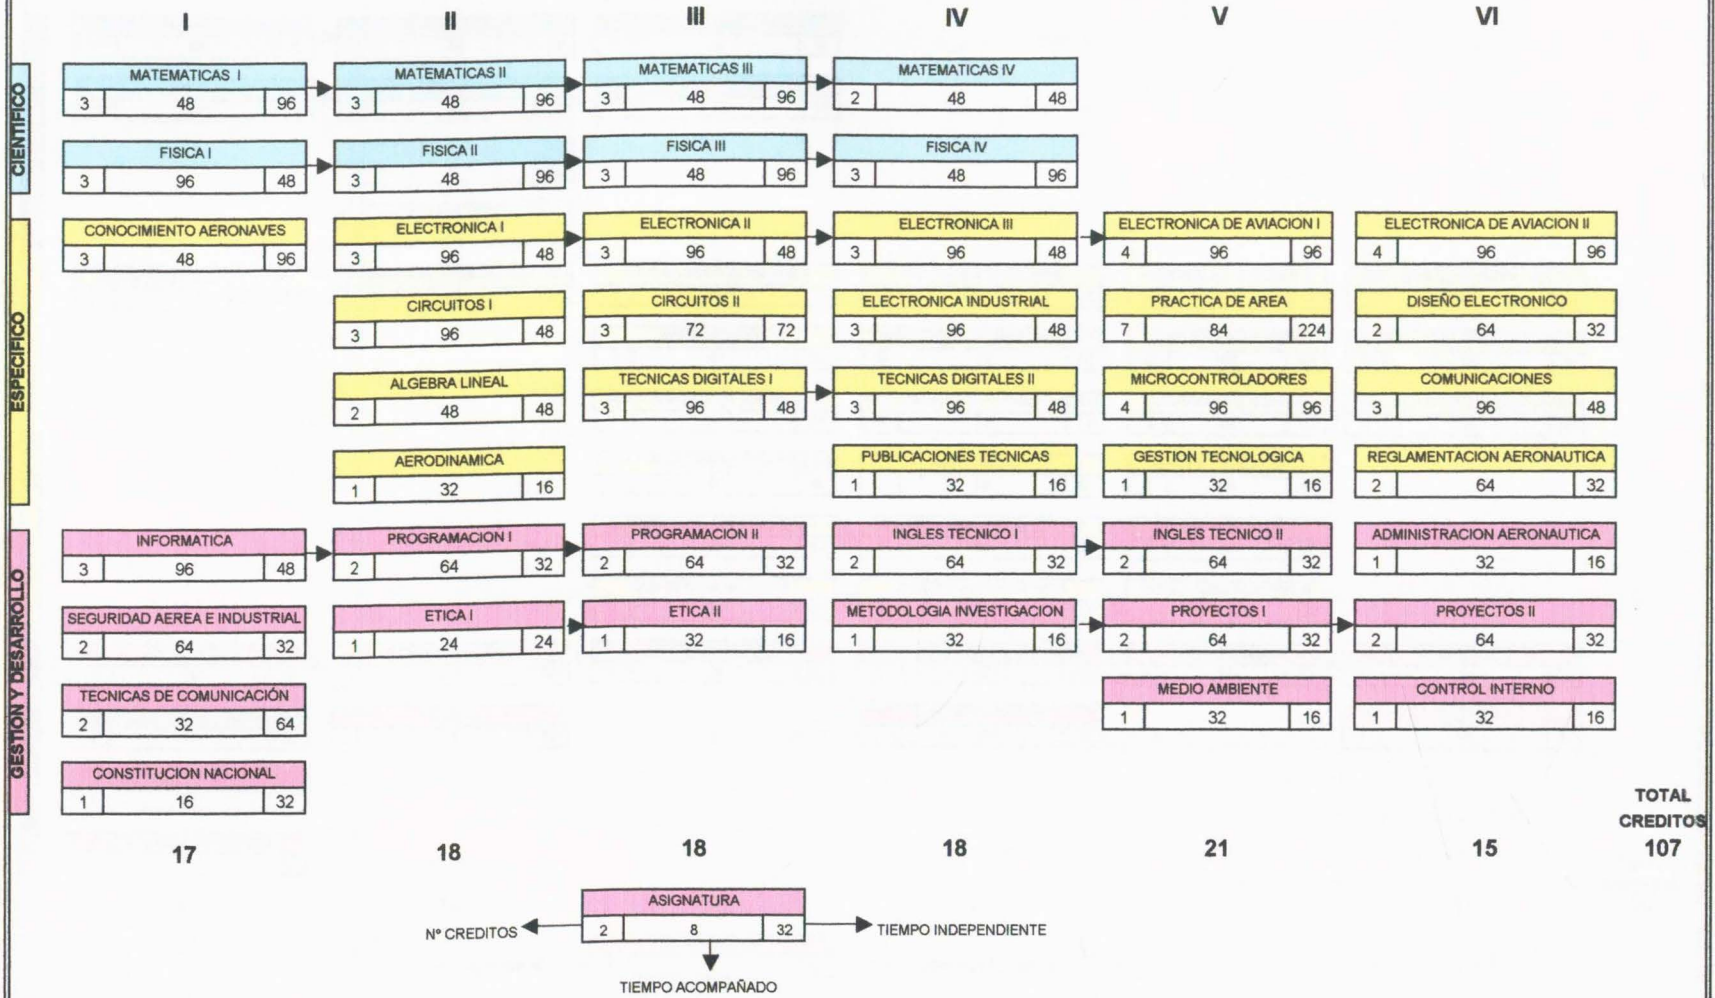 I II III IV V VI
CIENTIFICO
MATEMATICAS I MATEMATICAS II MATEMATICAS III MATEMATICAS IV
3 48 96 3 48 96 3 48 96 2 48 48
FISICA I FISICA II FISICA III FISICA IV
3 96 48 3 48 96 3 48 96 3 48 96
ESPECIFICO
CONOCIMIENTO AERONAVES ELECTRONICA I ELECTRONICA II ELECTRONICA III ELECTRONICA DE AVIACION I ELECTRONICA DE AVIACION II
3 48 96 3 96 48 3 96 48 3 96 48 4 96 96 4 96 96
CIRCUITOS I CIRCUITOS II ELECTRONICA INDUSTRIAL PRACTICA DE AREA DISEÑO ELECTRONICO
3 96 48 3 72 72 3 96 48 7 84 224 2 64 32
ALGEBRA LINEAL TECNICAS DIGITALES I TECNICAS DIGITALES II MICROCONTROLADORES COMUNICACIONES
2 48 48 3 96 48 3 96 48 4 96 96 3 96 48
AERODINAMICA PUBLICACIONES TECNICAS GESTION TECNOLOGICA REGLAMENTACION AERONAUTICA
1 32 16 1 32 16 1 32 16 2 64 32
GESTION Y DESARROLLO
INFORMATICA PROGRAMACION I PROGRAMACION II INGLES TECNICO I INGLES TECNICO II ADMINISTRACION AERONAUTICA
3 96 48 2 64 32 2 64 32 2 64 32 2 64 32 1 32 16
SEGURIDAD AEREA E INDUSTRIAL ETICA I ETICA II METODOLOGIA INVESTIGACION PROYECTOS I PROYECTOS II
2 64 32 1 24 24 1 32 16 1 32 16 2 64 32 2 64 32
TECNICAS DE COMUNICACIÓN MEDIO AMBIENTE CONTROL INTERNO
2 32 64 1 32 16 1 32 16
CONSTITUCION NACIONAL
1 16 32
TOTAL
CREDITOS
17 18 18 18 21 15 107
ASIGNATURA
Nº CREDITOS 2 8 32 TIEMPO INDEPENDIENTE
TIEMPO ACOMPAÑADO